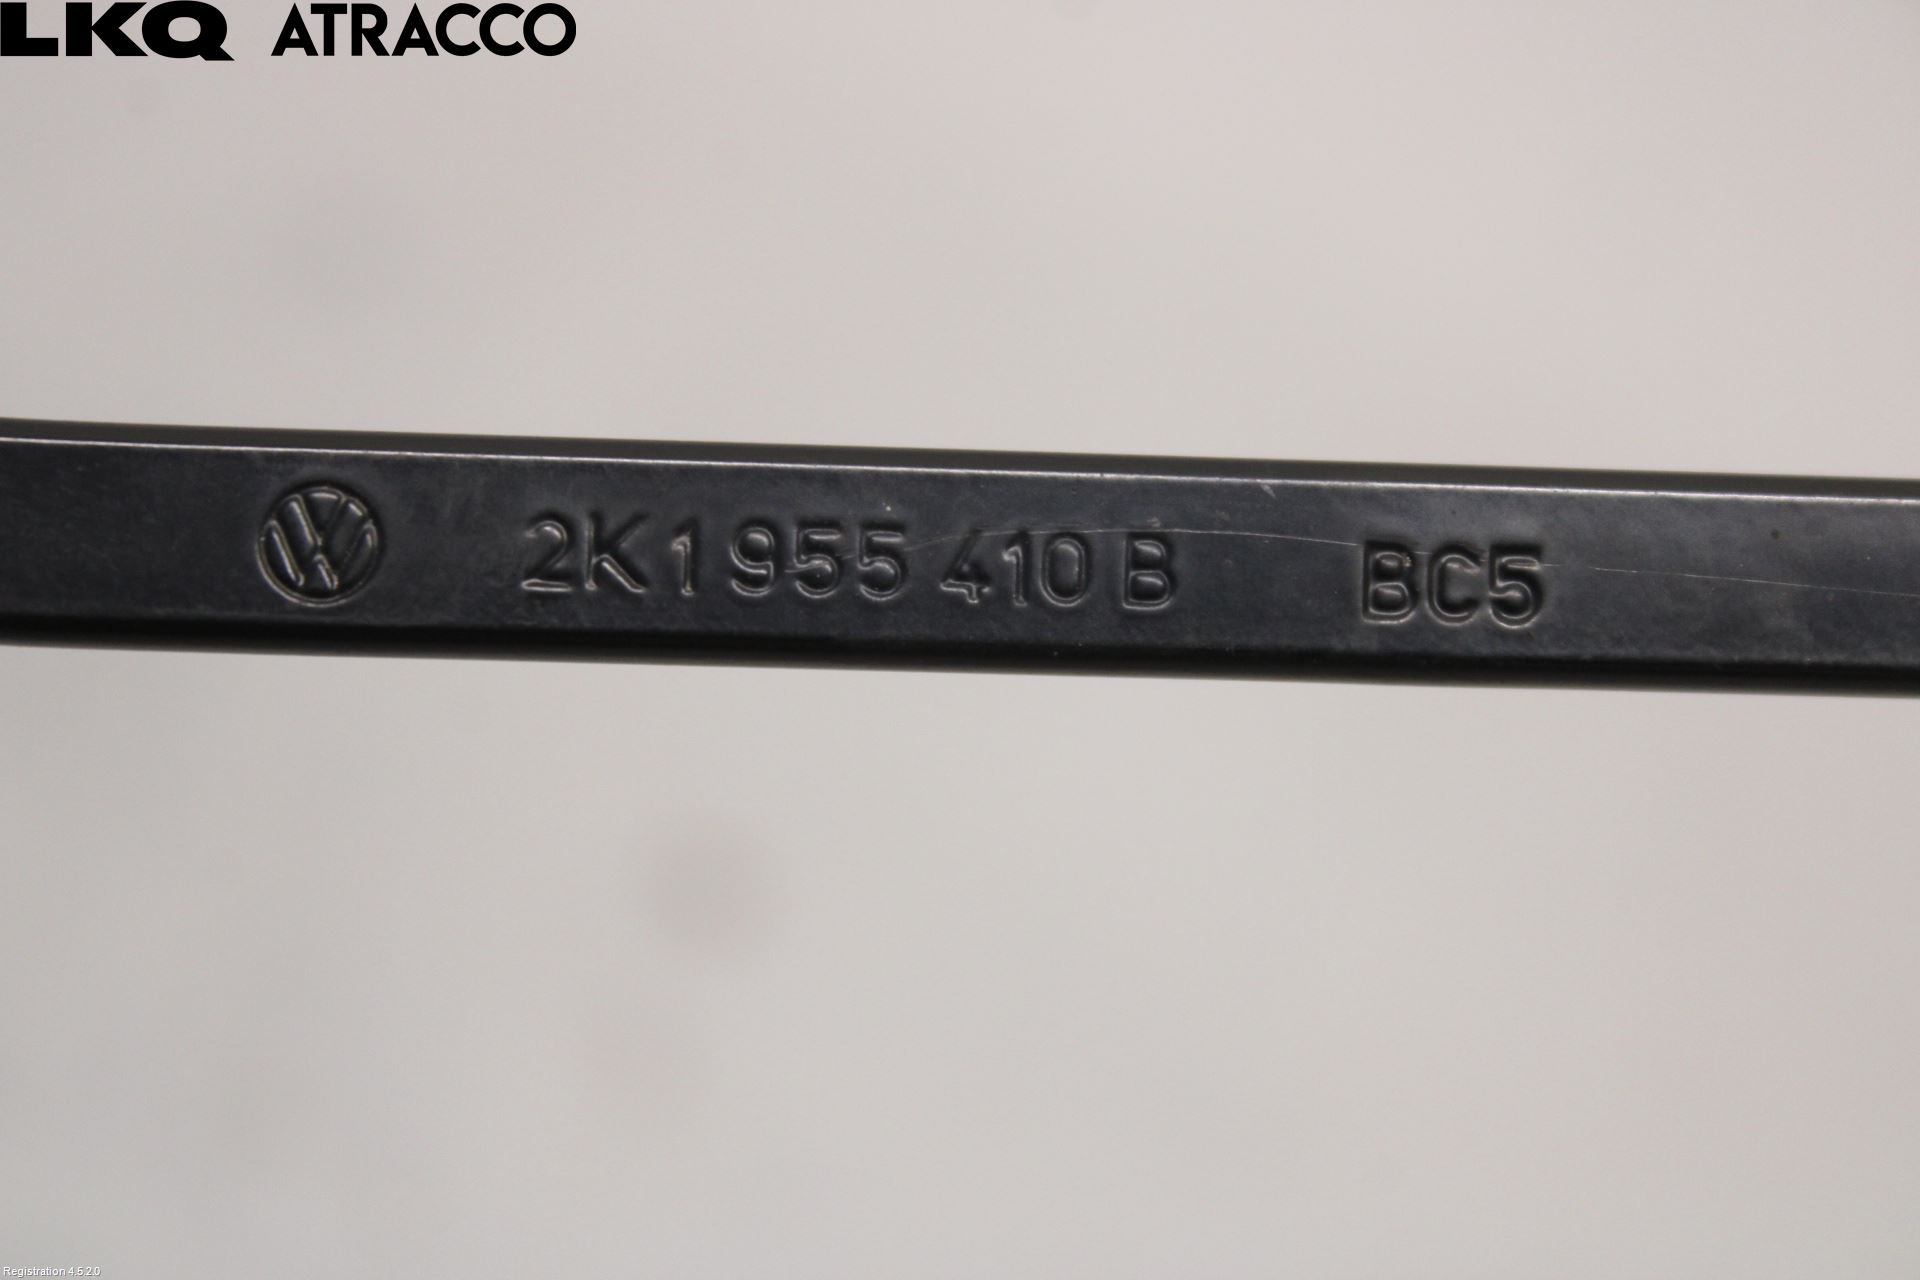 LKQ ATRACCO
2K1 955 410 B BC5
Registration 4.5.2.0